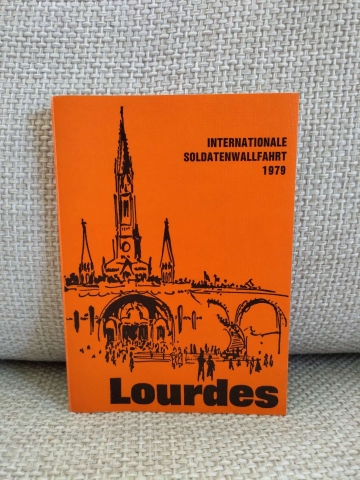 INTERNATIONALE
SOLDATENWALLFAHRT
1979
Lourdes